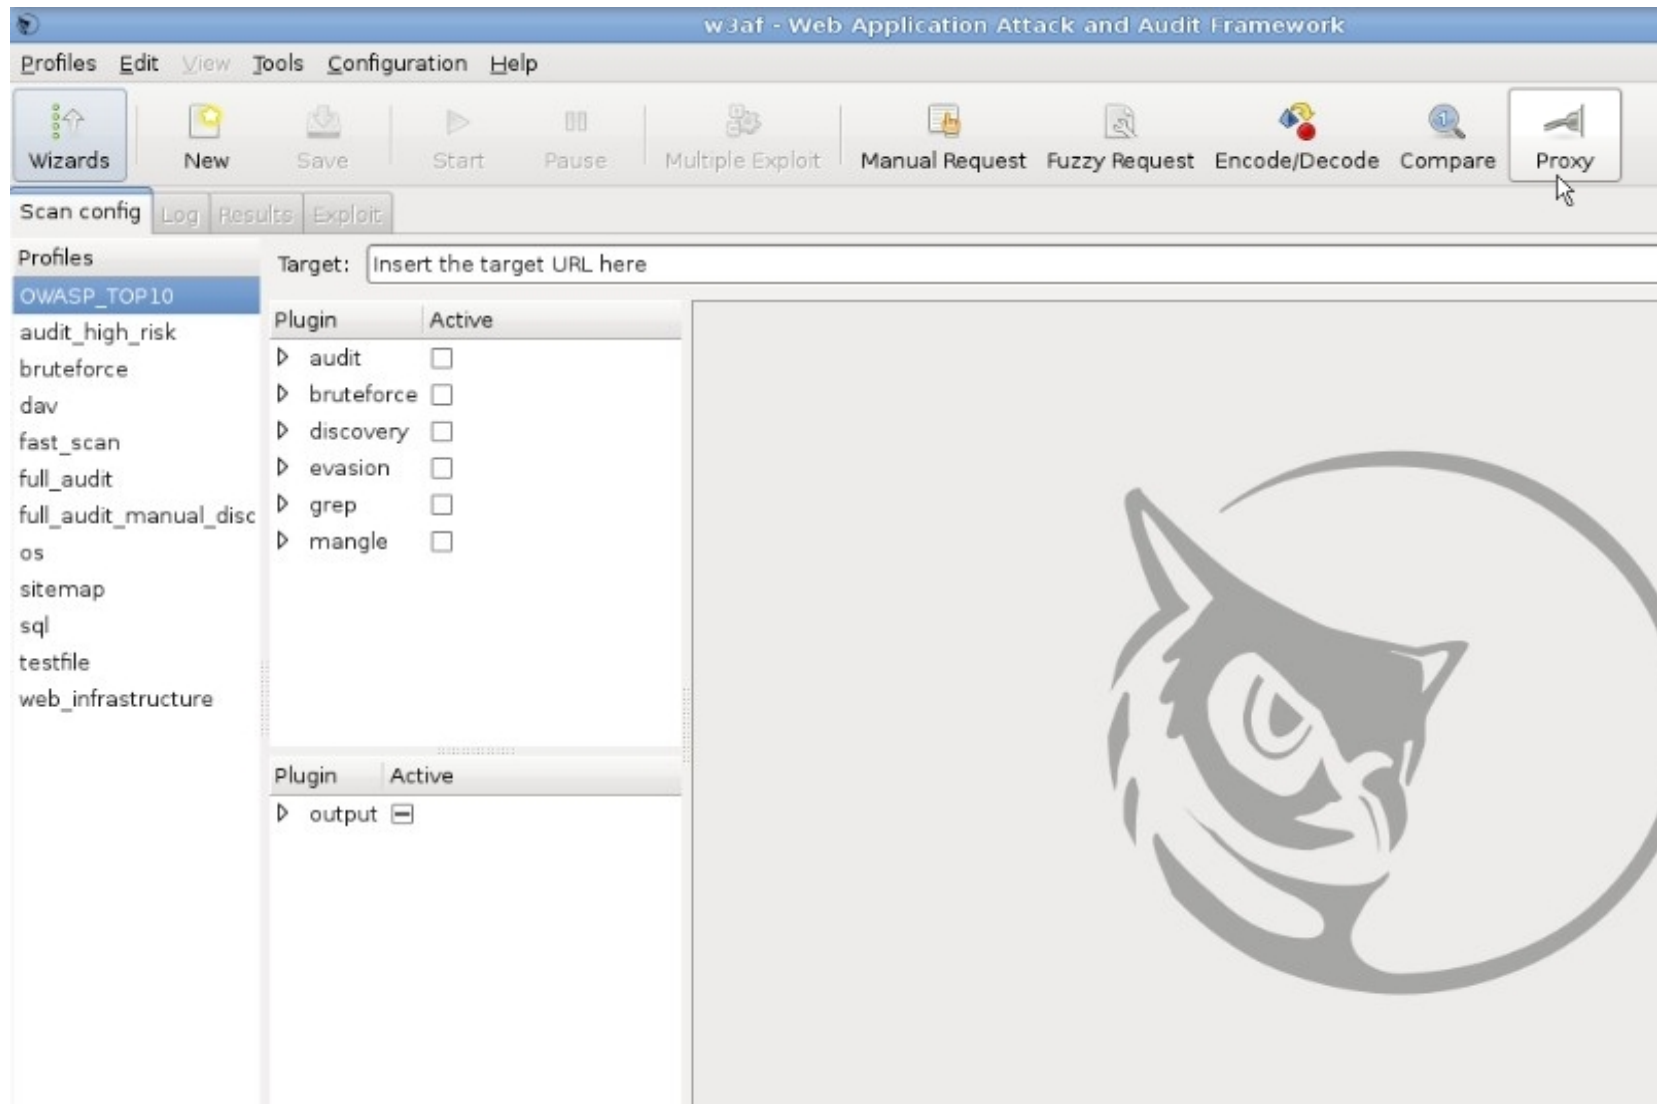 w3af - Web Application Attack and Audit Framework
Profiles Edit View Tools Configuration Help
Wizards New Save Start Pause Multiple Exploit Manual Request Fuzzy Request Encode/Decode Compare Proxy
Scan config Log Results Exploit
Profiles
OWASP_TOP10
audit_high_risk
bruteforce
dav
fast_scan
full_audit
full_audit_manual_disc
os
sitemap
sql
testfile
web_infrastructure
Target: Insert the target URL here
Plugin Active
audit
bruteforce
discovery
evasion
grep
mangle
Plugin Active
output